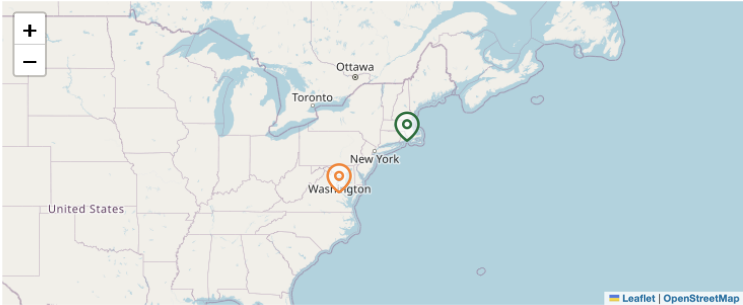 +
−
Ottawa
Toronto
New York
Washington
United States
Leaflet | OpenStreetMap